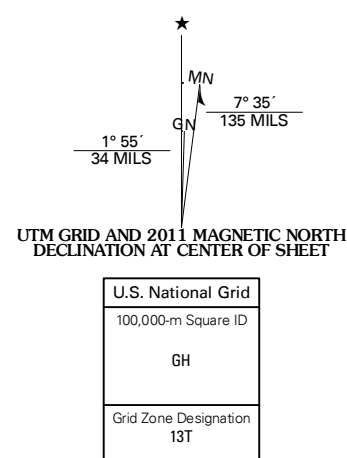 ★
MN
7° 35´
135 MILS
GN
1° 55´
34 MILS
UTM GRID AND 2011 MAGNETIC NORTH
DECLINATION AT CENTER OF SHEET
U.S. National Grid
100,000-m Square ID
GH
Grid Zone Designation
13T